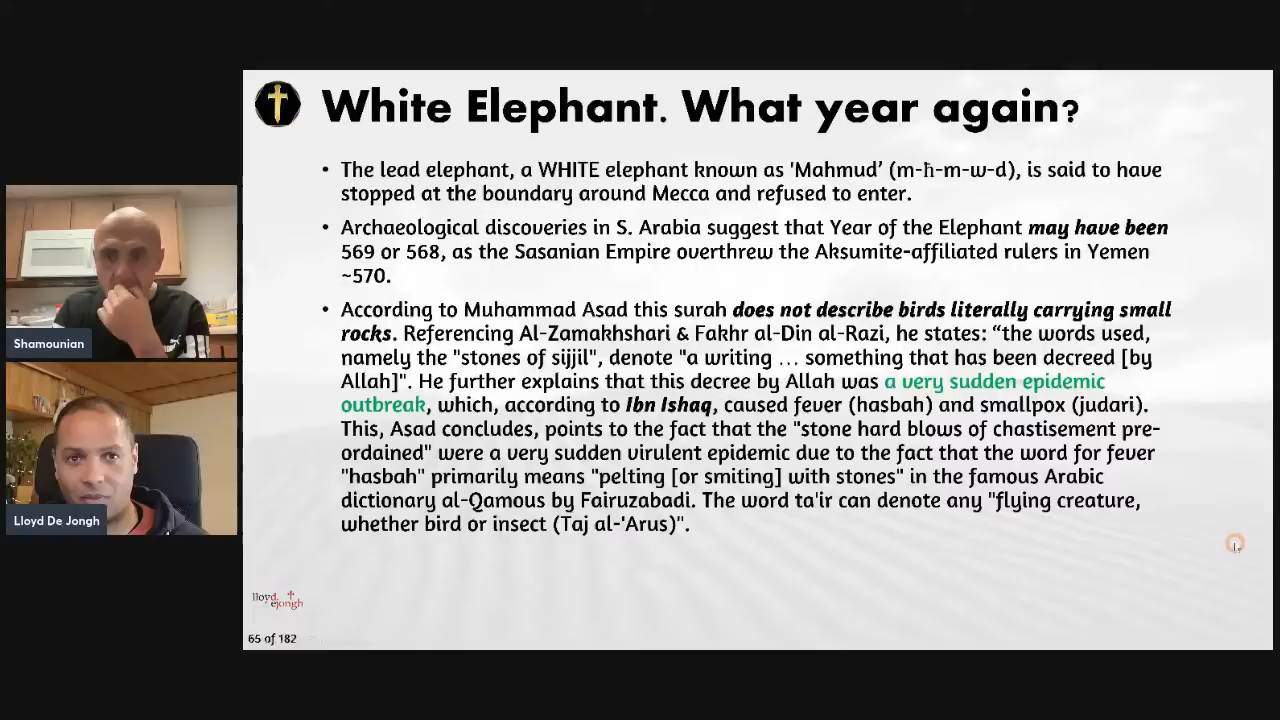 White Elephant. What year again?
• The lead elephant, a WHITE elephant known as 'Mahmud’ (m-ħ-m-w-d), is said to have
stopped at the boundary around Mecca and refused to enter.
• Archaeological discoveries in S. Arabia suggest that Year of the Elephant may have been
569 or 568, as the Sasanian Empire overthrew the Aksumite-affiliated rulers in Yemen
~570.
• According to Muhammad Asad this surah does not describe birds literally carrying small
rocks. Referencing Al-Zamakhshari & Fakhr al-Din al-Razi, he states: “the words used,
namely the "stones of sijjil", denote "a writing ... something that has been decreed [by
Allah]". He further explains that this decree by Allah was a very sudden epidemic
outbreak, which, according to Ibn Ishaq, caused fever (hasbah) and smallpox (judari).
This, Asad concludes, points to the fact that the "stone hard blows of chastisement pre-
ordained" were a very sudden virulent epidemic due to the fact that the word for fever
"hasbah" primarily means "pelting [or smiting] with stones" in the famous Arabic
dictionary al-Qamous by Fairuzabadi. The word ta'ir can denote any "flying creature,
whether bird or insect (Taj al-'Arus)".
Shamounian
Lloyd De Jongh
lloyd
ejongh
65 of 182